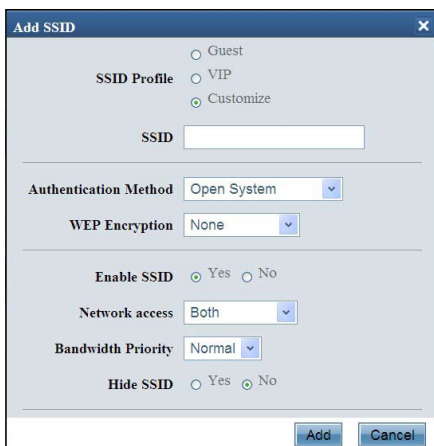 Add SSID
Guest
SSID Profile VIP
Customize
SSID
Authentication Method Open System
WEP Encryption None
Enable SSID Yes No
Network access Both
Bandwidth Priority Normal
Hide SSID Yes No
Add Cancel